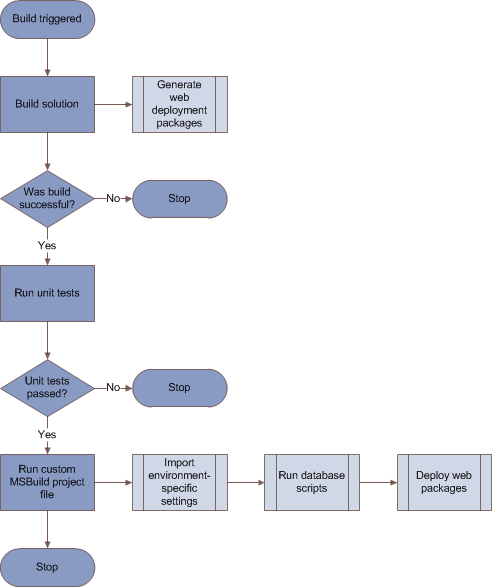 Build triggered
Build solution
Generate
web
deployment
packages
Was build
successful?
No
Stop
Yes
Run unit tests
Unit tests
passed?
No
Stop
Yes
Run custom
MSBuild project
file
Import
environment-
specific
settings
Run database
scripts
Deploy web
packages
Stop